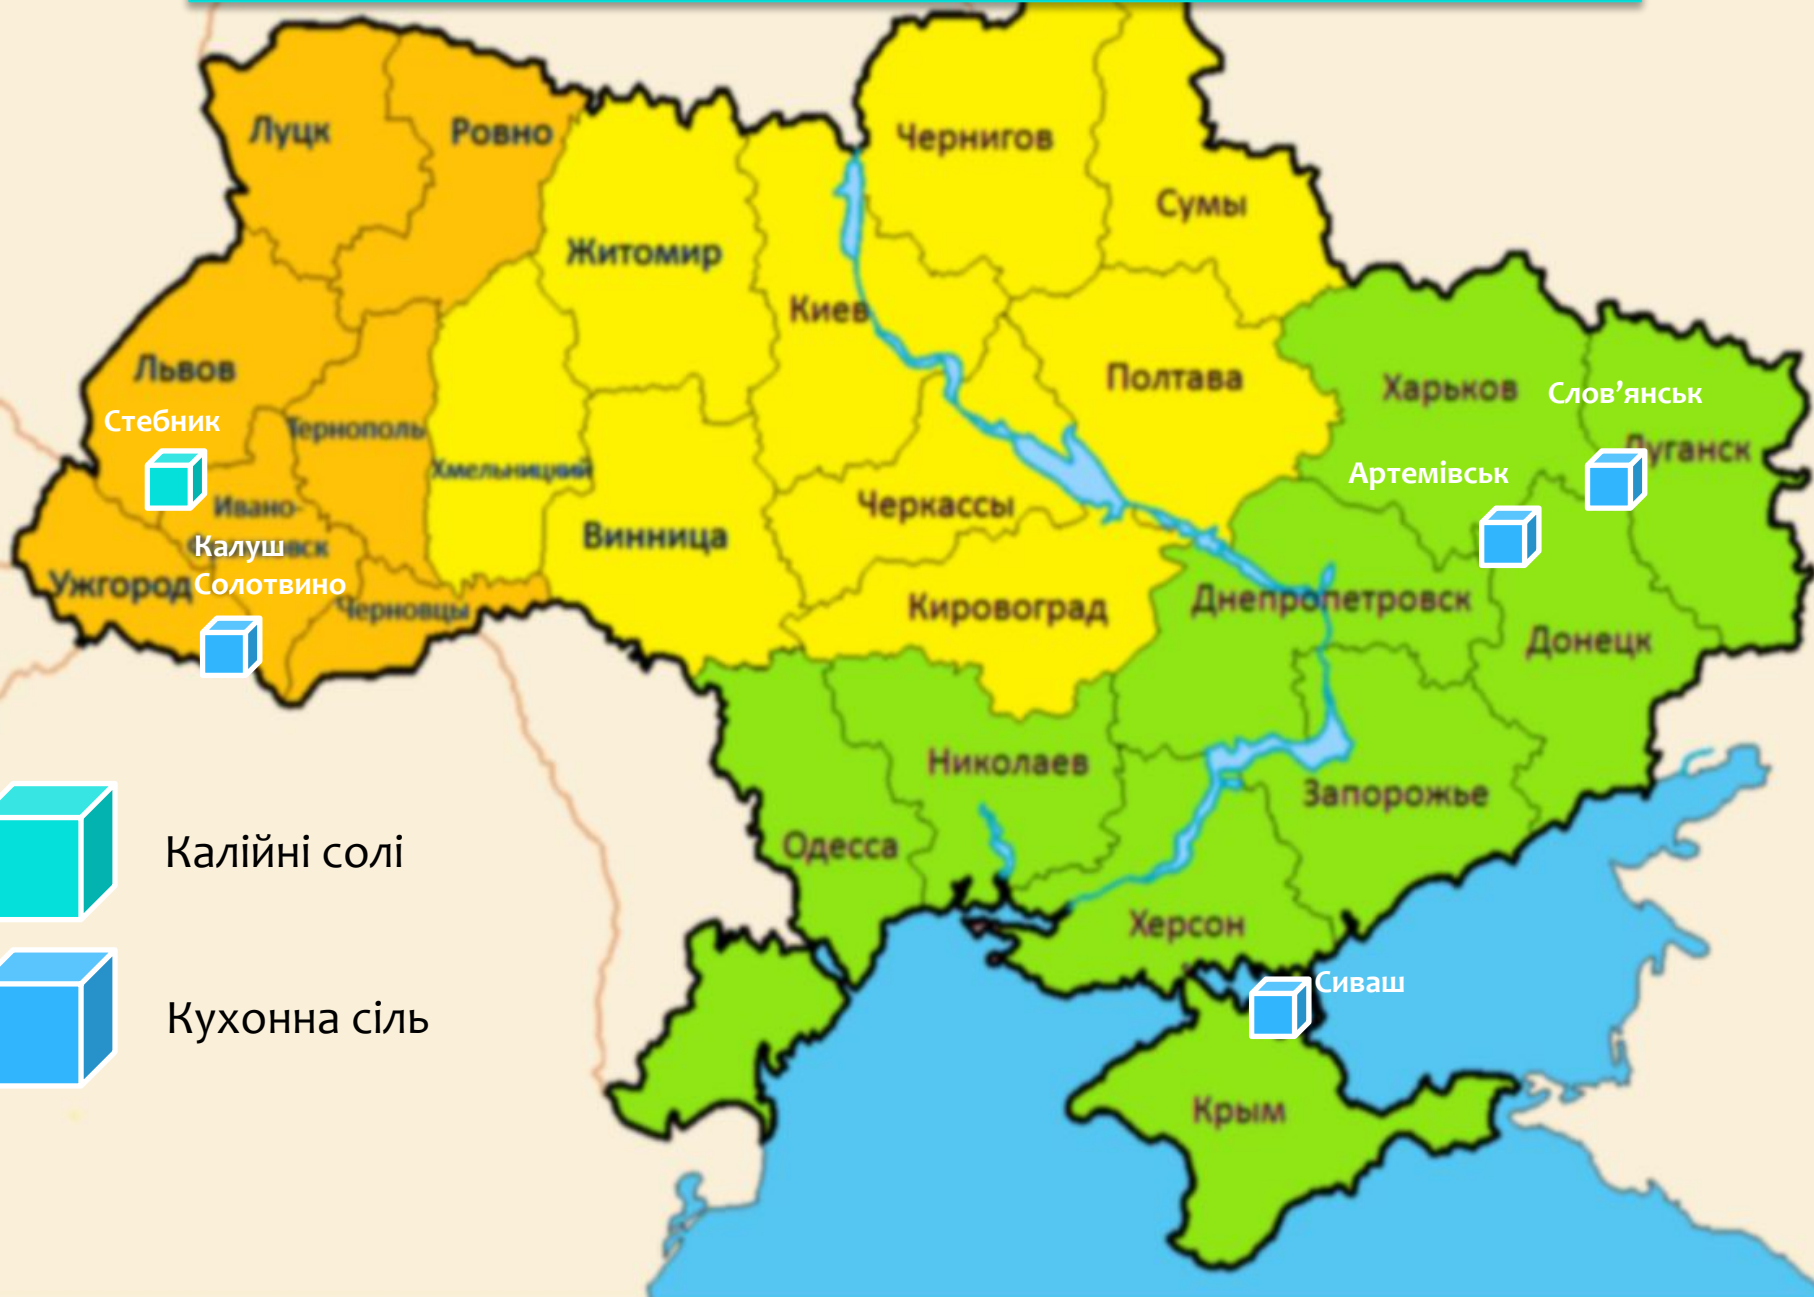 Луцк
Ровно
Чернигов
Сумы
Житомир
Киев
Львов
Полтава
Харьков
Слов'янськ
Стебник
Тернополь
Луганск
Хмельницкий
Артемівськ
Ивано-
Черкассы
Винница
Калуш
Ужгород
Солотвино
Черновцы
Кировоград
Днепропетровск
Донецк
Николаев
Запорожье
Одесса
Калійні солі
Херсон
Сиваш
Кухонна сіль
Крым